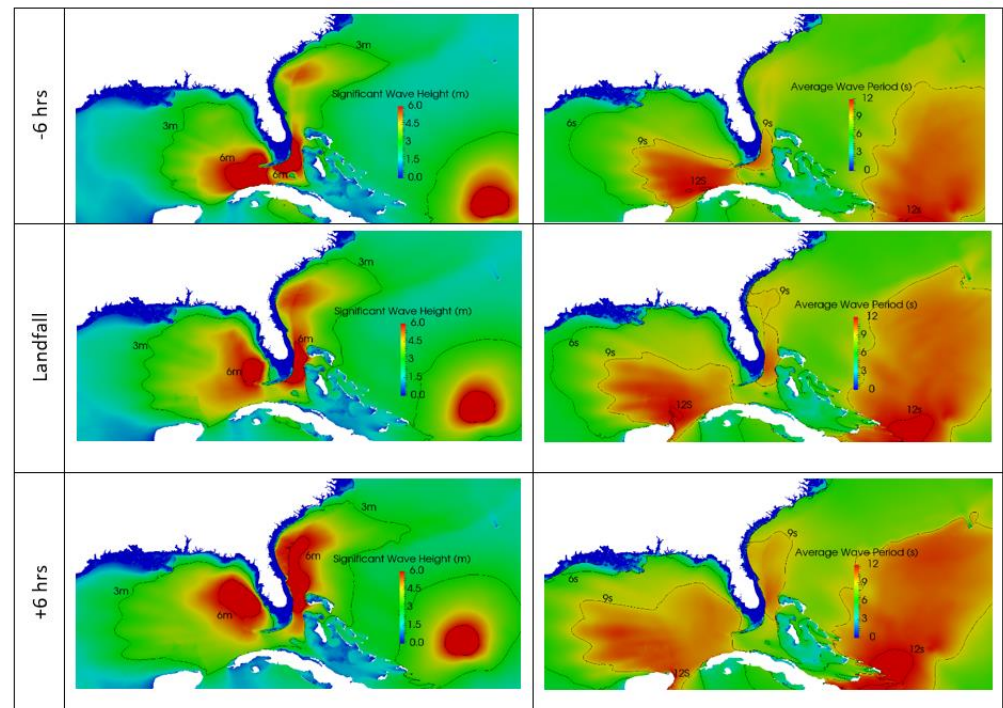 -6 hrs
3m
Significant Wave Height (m)
6.0
4.5
3
1.5
0.0
3m
6m
6m
Average Wave Period (s)
12
9
6
3
0
6s
9s
9s
12S
12s
Landfall
3m
Significant Wave Height (m)
6.0
4.5
3
1.5
0.0
3m
6m
6m
9s
Average Wave Period (s)
12
9
6
3
0
6s
9s
12S
12s
+6 hrs
3m
6m
Significant Wave Height (m)
6.0
4.5
3
1.5
0.0
3m
6m
9s
Average Wave Period (s)
12
9
6
3
0
6s
9s
12S
12s